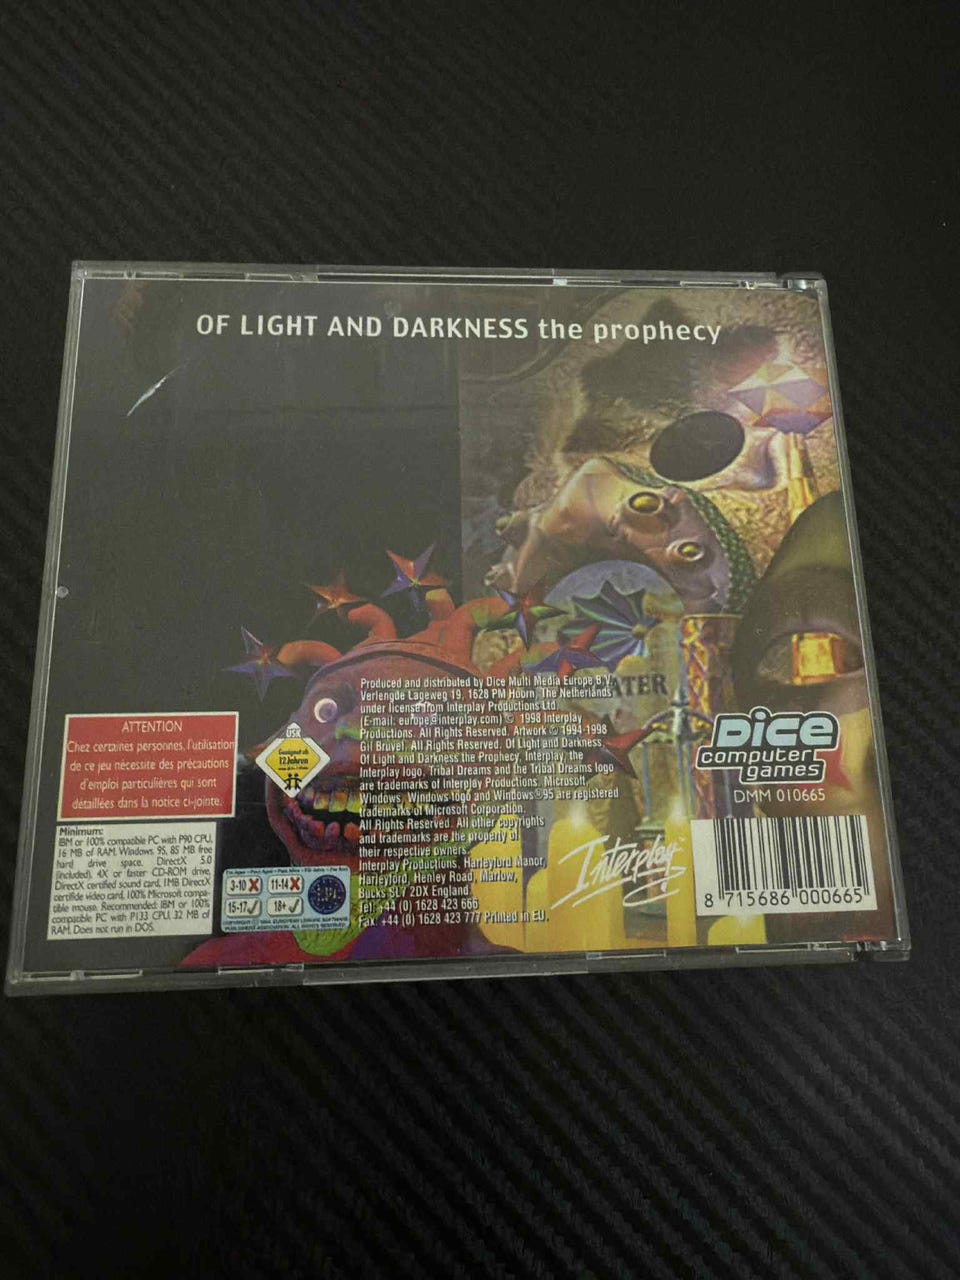 OF LIGHT AND DARKNESS the prophecy
ATER
Produced and distributed by Dice Multi Media Europe B.V.,
Verlengde Lageweg 19, 1628 PM Hoorn, The Netherlands
under license from Interplay Productions Ltd.
(E-mail: europe@interplay.com) © 1998 Interplay
Productions. All Rights Reserved. Artwork © 1994-1998
Gil Bruvel. All Rights Reserved. Of Light and Darkness,
Of Light and Darkness the Prophecy, Interplay, the
Interplay logo, Tribal Dreams and the Tribal Dreams logo
are trademarks of Interplay Productions. Microsoft,
Windows, Windows logo and Windows®95 are registered
trademarks of Microsoft Corporation.
All Rights Reserved. All other copyrights
and trademarks are the property of
their respective owners.
Interplay Productions. Harleyford Manor,
Harleyford, Henley Road, Marlow,
Bucks SL7 2DX England
Tel: +44 (0) 1628 423 666
Fax: +44 (0) 1628 423 777 Printed in EU.
ATTENTION
Chez certaines personnes, l'utilisation
de ce jeu nécessite des précautions
d'emploi particulières qui sont
détaillées dans la notice ci-jointe.
USK
Geeignet ab
12 Jahren
Minimum:
IBM or 100% compatible PC with P90 CPU,
16 MB of RAM, Windows 95, 85 MB free
hard drive space. DirectX 5.0
(included). 4X or faster CD-ROM drive,
DirectX certified sound card, 1MB DirectX
certifide video card, 100% Microsoft compa-
tible mouse. Recommended: IBM or 100%
compatible PC with P133 CPU, 32 MB of
RAM. Does not run in DOS.
3-10 11-14
15-17 18+
Interplay
Dice
computer
games
DMM 010665
8 715686 000665